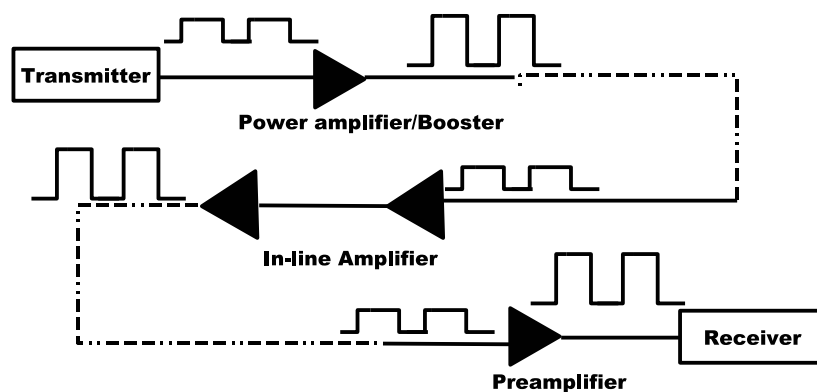 Transmitter
Power amplifier/Booster
In-line Amplifier
Receiver
Preamplifier